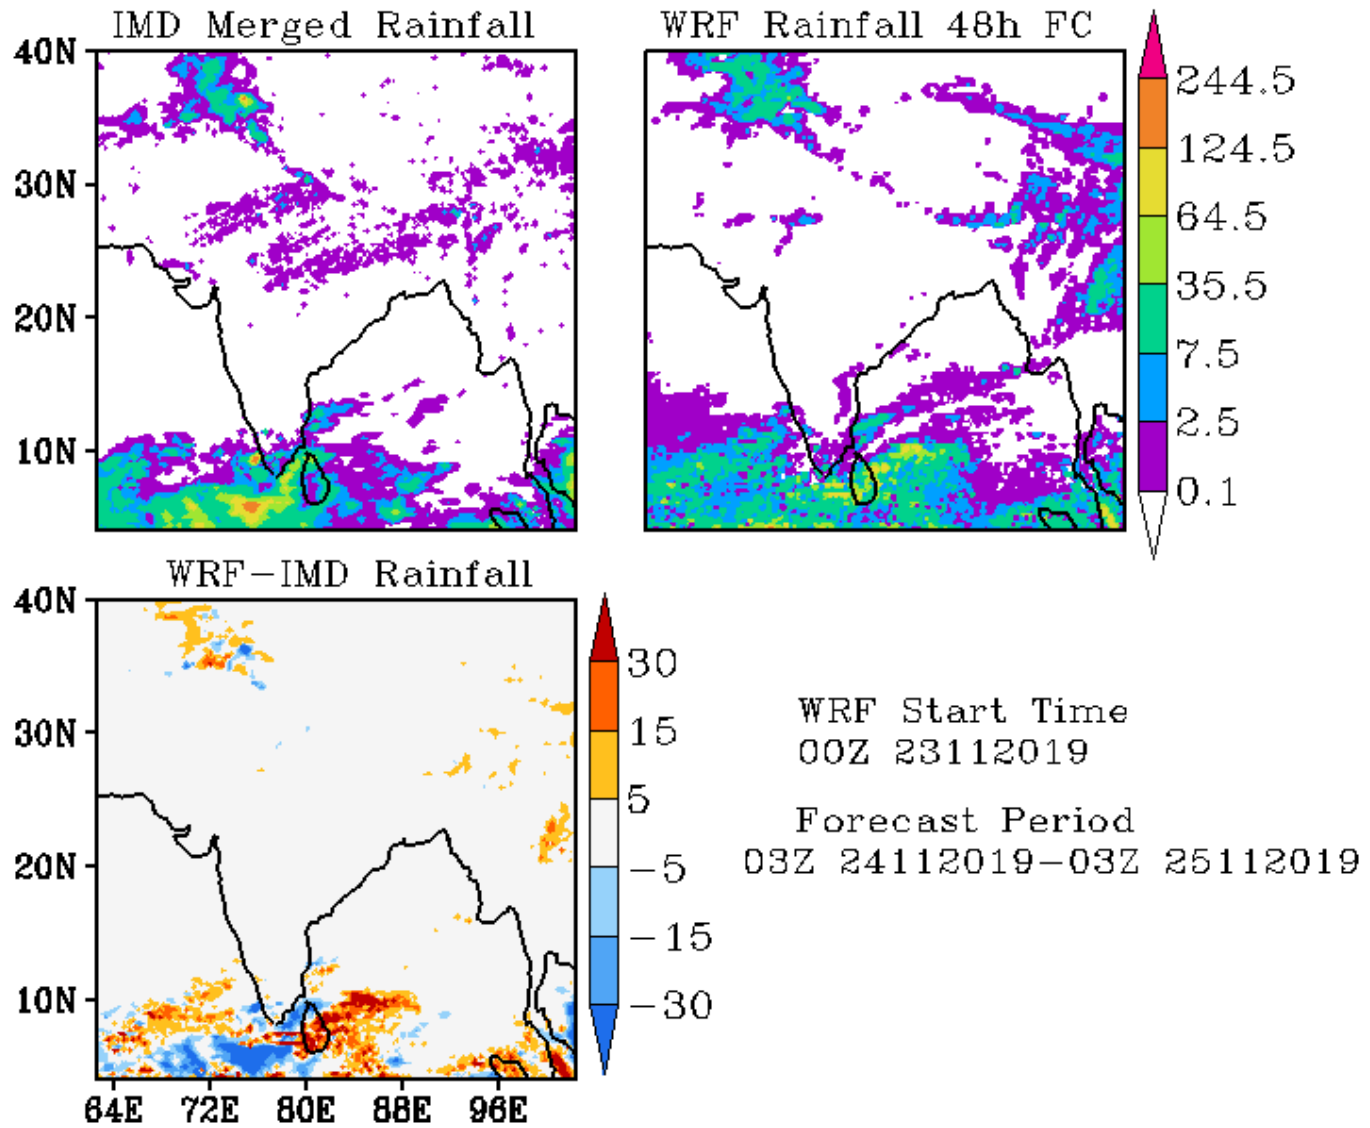 IMD Merged Rainfall
WRF Rainfall 48h FC
40N
30N
20N
10N
244.5
124.5
64.5
35.5
7.5
2.5
0.1
WRF-IMD Rainfall
40N
30N
20N
10N
64E 72E 80E 88E 96E
30
15
5
-5
-15
-30
WRF Start Time
00Z 23112019
Forecast Period
03Z 24112019-03Z 25112019